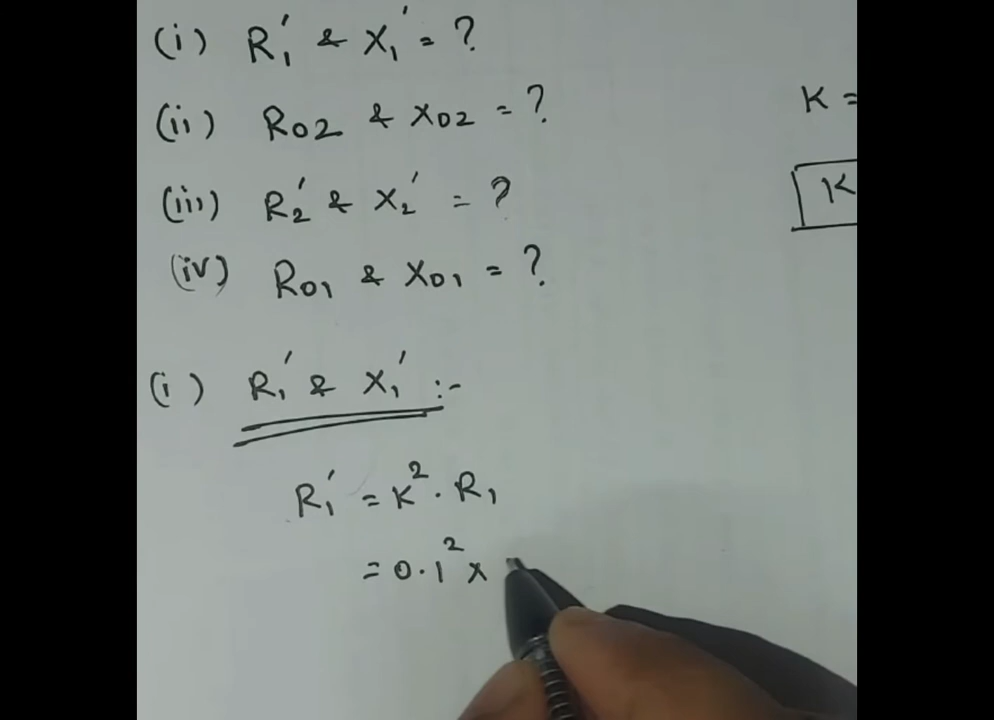 (i) R₁' & X₁' = ?
(ii) R₀₂ & X₀₂ = ?
K =
(iii) R₂' & X₂' = ?
K
(iv) R₀₁ & X₀₁ = ?
(i) R₁' & X₁' :-
R₁' = K² · R₁
= 0.1² x